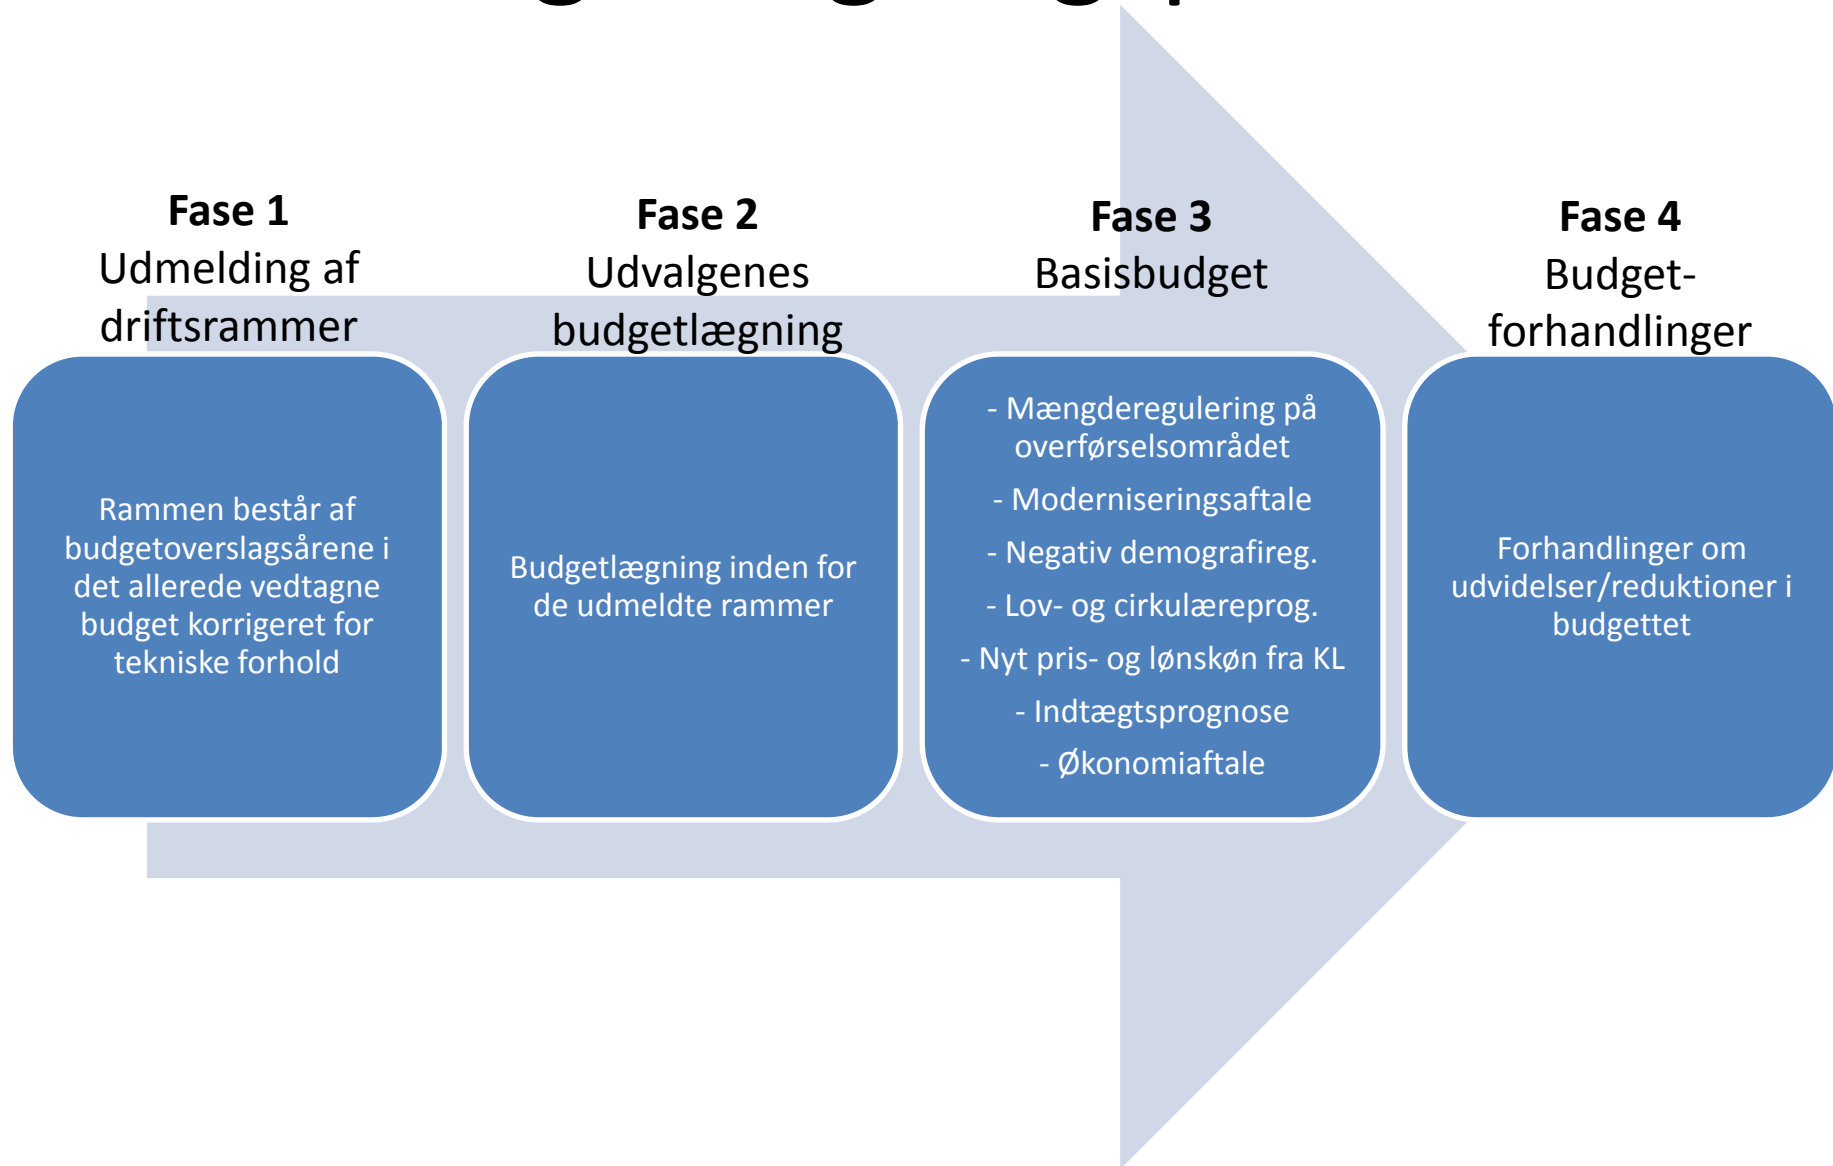 Fase 1
Udmelding af
driftsrammer
Rammen består af
budgetoverslagsårene i
det allerede vedtagne
budget korrigeret for
tekniske forhold
Fase 2
Udvalgenes
budgetlægning
Budgetlægning inden for
de udmeldte rammer
Fase 3
Basisbudget
- Mængderegulering på
overførselsområdet
- Moderniseringsaftale
- Negativ demografireg.
- Lov- og cirkulæreprog.
- Nyt pris- og lønskøn fra KL
- Indtægtsprognose
- Økonomiaftale
Fase 4
Budget-
forhandlinger
Forhandlinger om
udvidelser/reduktioner i
budgettet